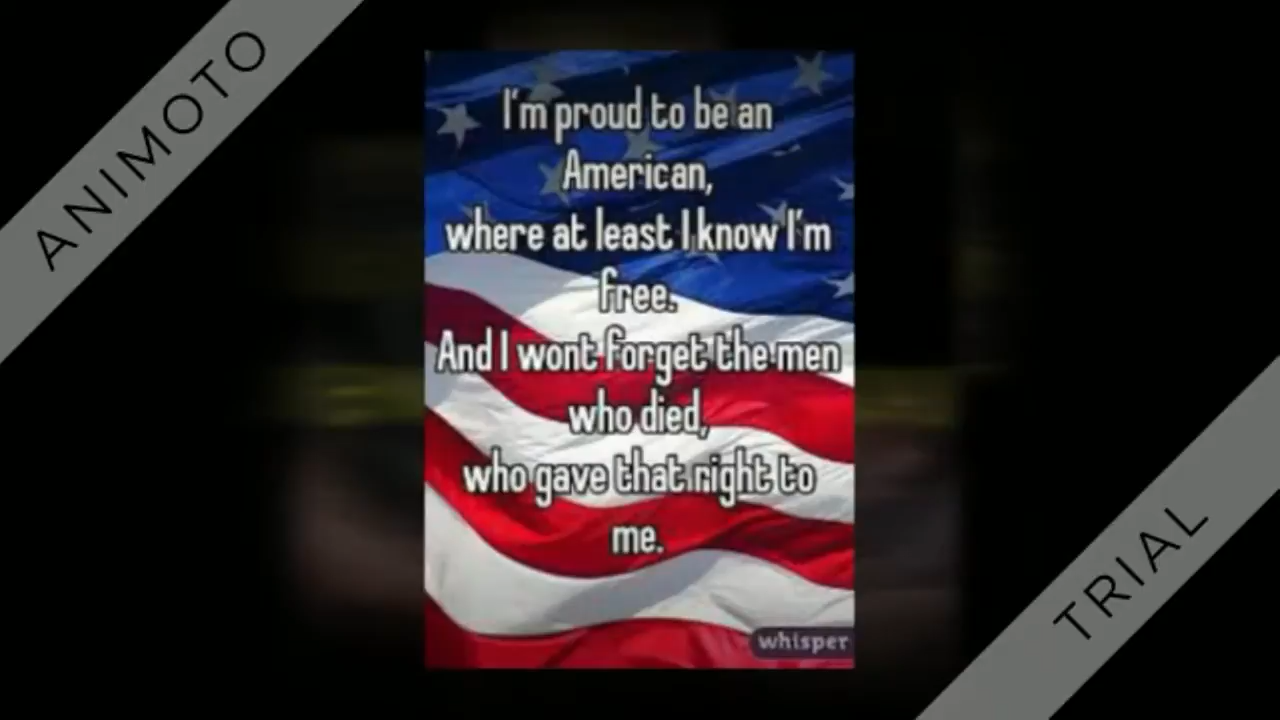 ANIMOTO
I'm proud to be an
American,
where at least I know I'm
free.
And I wont forget the men
who died,
who gave that right to
me.
whisper
TRIAL